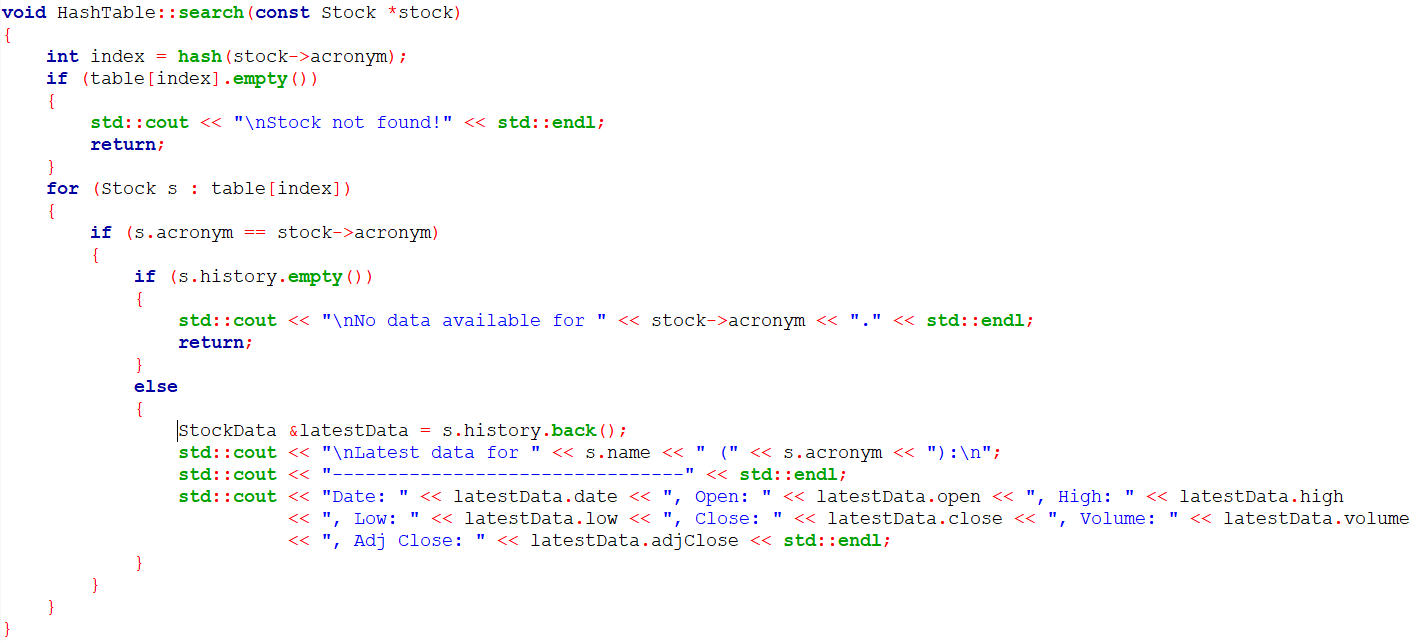 void HashTable::search(const Stock *stock)
{
    int index = hash(stock->acronym);
    if (table[index].empty())
    {
        std::cout << "\nStock not found!" << std::endl;
        return;
    }
    for (Stock s : table[index])
    {
        if (s.acronym == stock->acronym)
        {
            if (s.history.empty())
            {
                std::cout << "\nNo data available for " << stock->acronym << "." << std::endl;
                return;
            }
            else
            {
                StockData &latestData = s.history.back();
                std::cout << "\nLatest data for " << s.name << " (" << s.acronym << "):\n";
                std::cout << "--------------------------------" << std::endl;
                std::cout << "Date: " << latestData.date << ", Open: " << latestData.open << ", High: " << latestData.high
                          << ", Low: " << latestData.low << ", Close: " << latestData.close << ", Volume: " << latestData.volume
                          << ", Adj Close: " << latestData.adjClose << std::endl;
            }
        }
    }
}